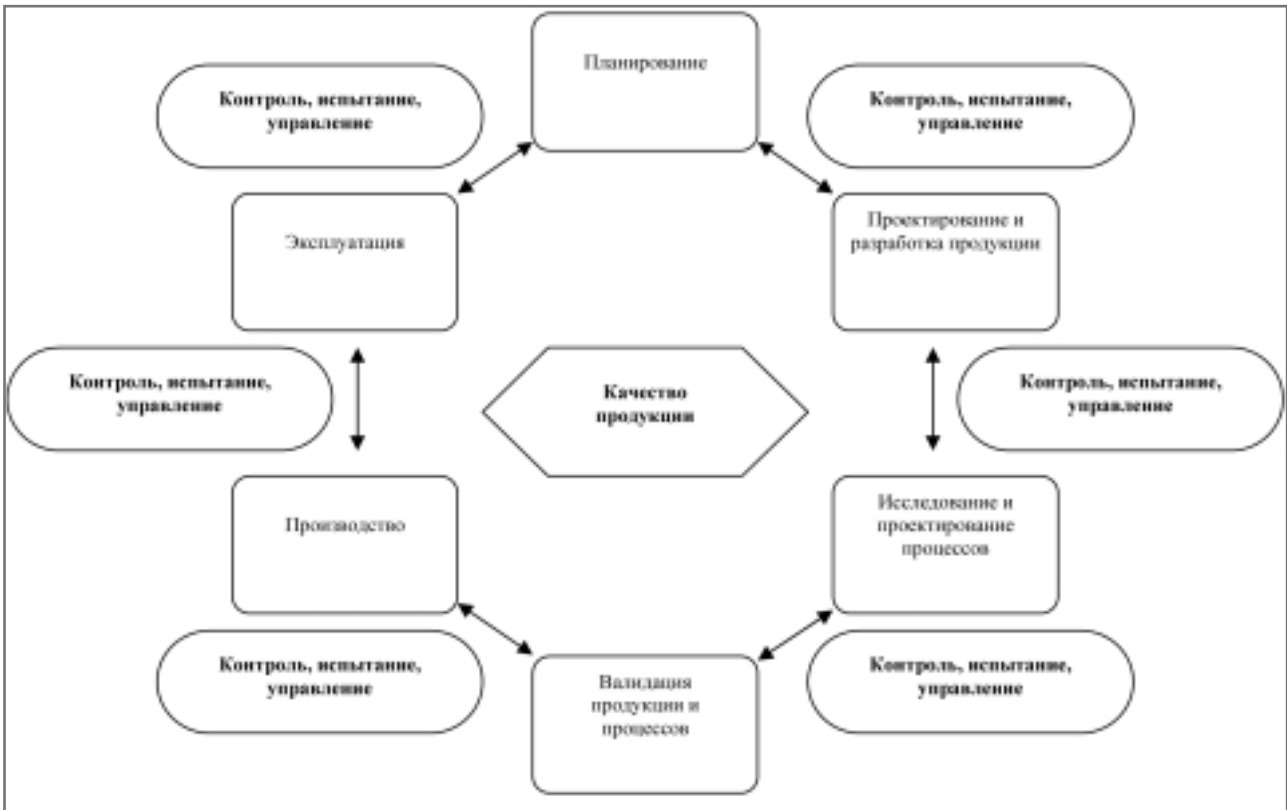 Планирование
Контроль, испытание,
управление
Контроль, испытание,
управление
Эксплуатация
Проектирование и
разработка продукции
Контроль, испытание,
управление
Качество
продукции
Контроль, испытание,
управление
Производство
Исследование и
проектирование
процессов
Контроль, испытание,
управление
Валидация
продукции и
процессов
Контроль, испытание,
управление